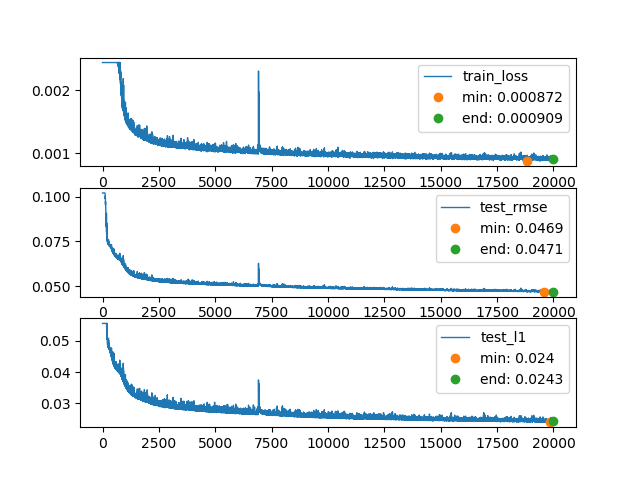 train_loss
min: 0.000872
end: 0.000909
0.002
0.001
0 2500 5000 7500 10000 12500 15000 17500 20000
test_rmse
min: 0.0469
end: 0.0471
0.100
0.075
0.050
0 2500 5000 7500 10000 12500 15000 17500 20000
test_l1
min: 0.024
end: 0.0243
0.05
0.04
0.03
0 2500 5000 7500 10000 12500 15000 17500 20000